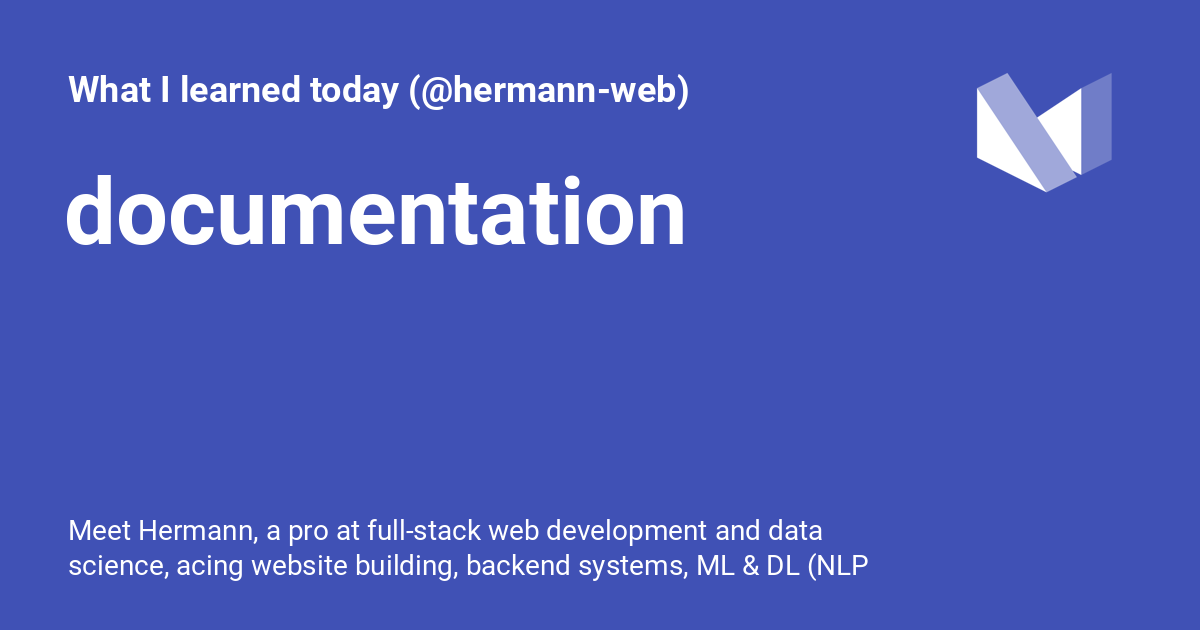 What I learned today (@hermann-web)
documentation
Meet Hermann, a pro at full-stack web development and data
science, acing website building, backend systems, ML & DL (NLP